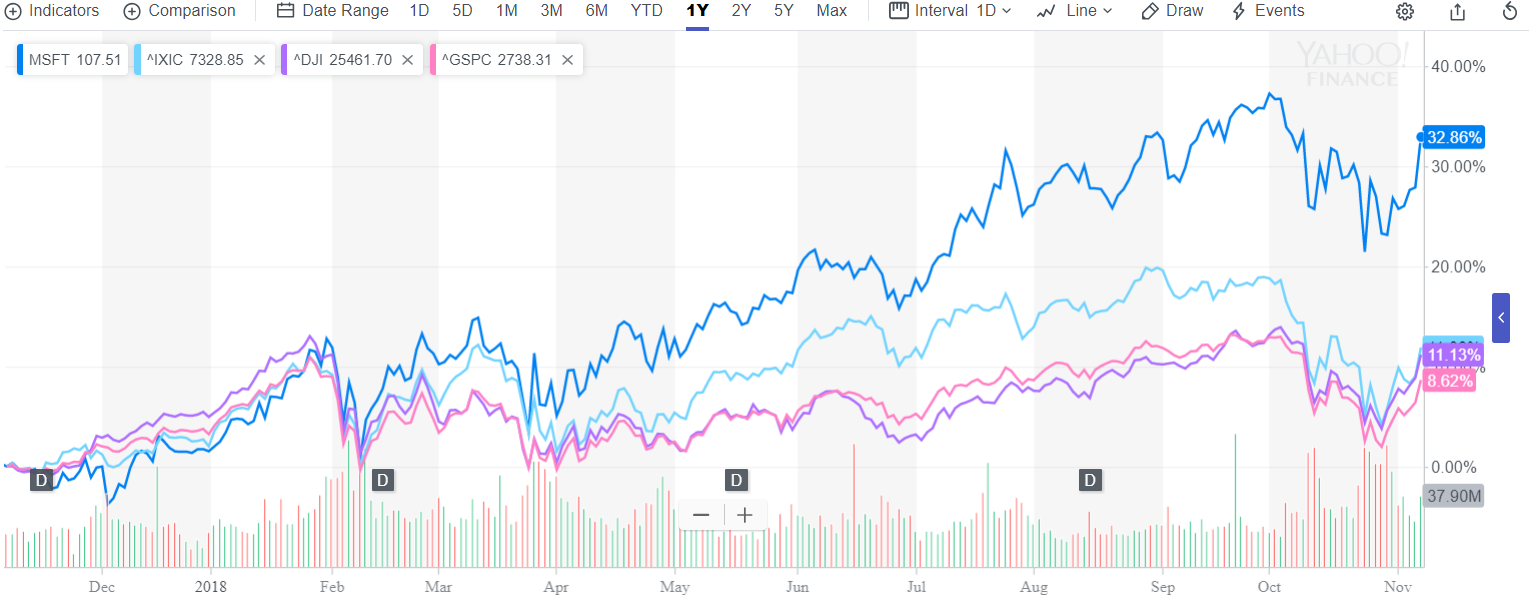 Indicators Comparison Date Range 1D 5D 1M 3M 6M YTD 1Y 2Y 5Y Max Interval 1D Line Draw Events
MSFT 107.51 ^IXIC 7328.85 ^DJI 25461.70 ^GSPC 2738.31
YAHOO!
FINANCE
40.00%
32.86%
30.00%
20.00%
11.13%
8.62%
0.00%
D D D D
37.90M
Dec 2018 Feb Mar Apr May Jun Jul Aug Sep Oct Nov